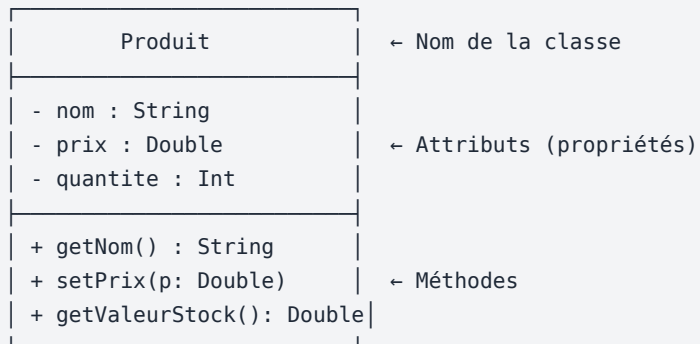 Produit ← Nom de la classe
- nom : String
- prix : Double ← Attributs (propriétés)
- quantite : Int
+ getNom() : String
+ setPrix(p: Double) ← Méthodes
+ getValeurStock(): Double